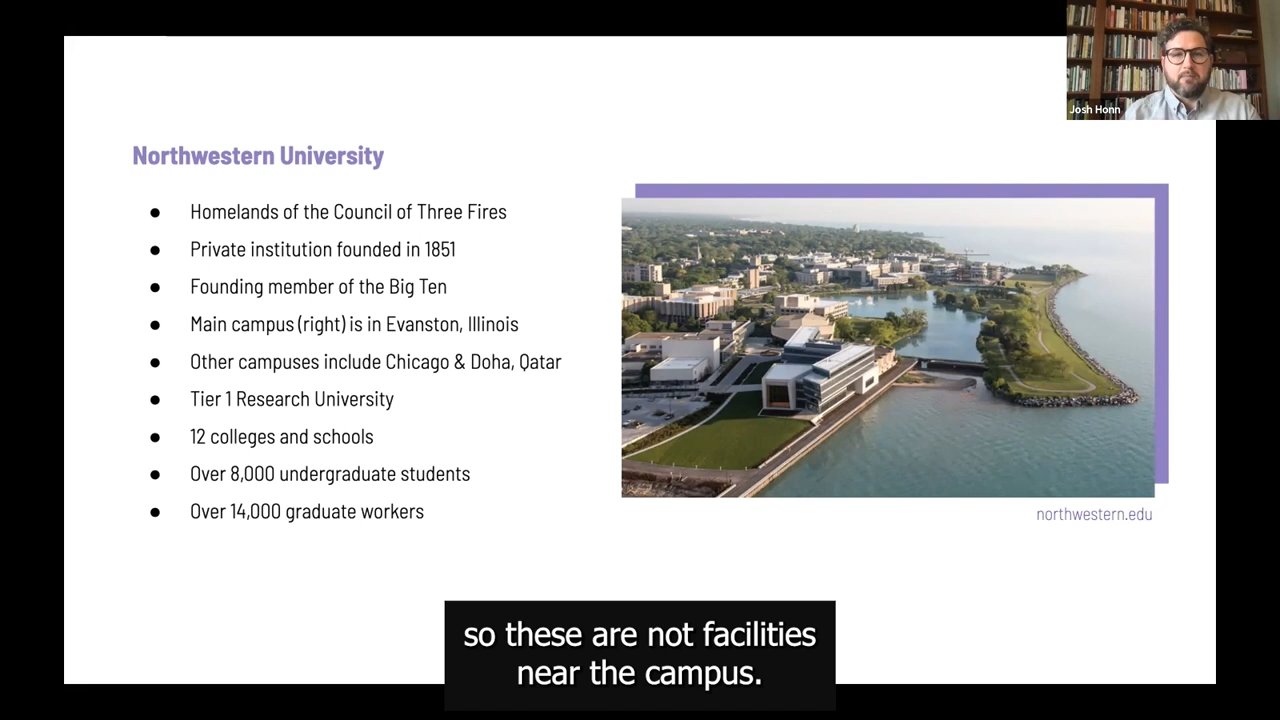 Josh Honn
Northwestern University
● Homelands of the Council of Three Fires
● Private institution founded in 1851
● Founding member of the Big Ten
● Main campus (right) is in Evanston, Illinois
● Other campuses include Chicago & Doha, Qatar
● Tier 1 Research University
● 12 colleges and schools
● Over 8,000 undergraduate students
● Over 14,000 graduate workers
northwestern.edu
so these are not facilities
near the campus.